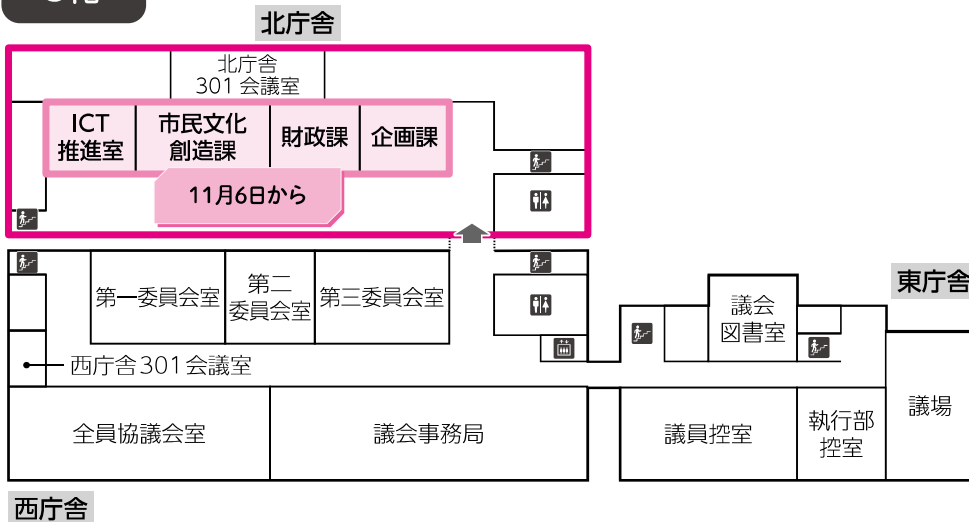 階
北庁舎
北庁舎
301会議室
ICT
推進室
市民文化
創造課
財政課
企画課
11月6日から
第一委員会室
第二
委員会室
第三委員会室
西庁舎301会議室
全員協議会室
議会事務局
西庁舎
東庁舎
議会
図書室
議員控室
執行部
控室
議場